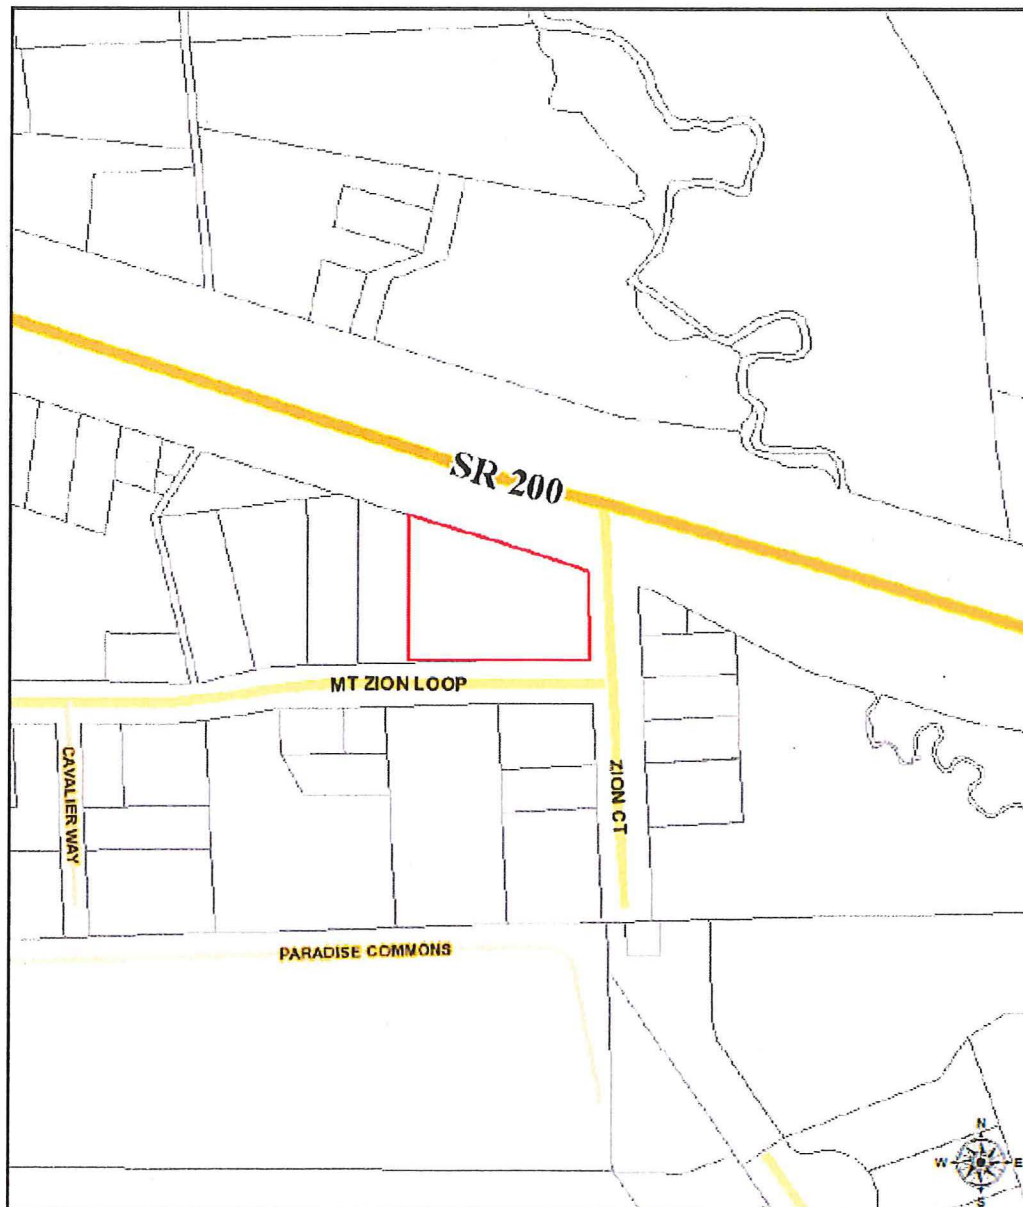 SR 200
MT ZION LOOP
CAVALIER WAY
ZION CT
PARADISE COMMONS
N
W E
S